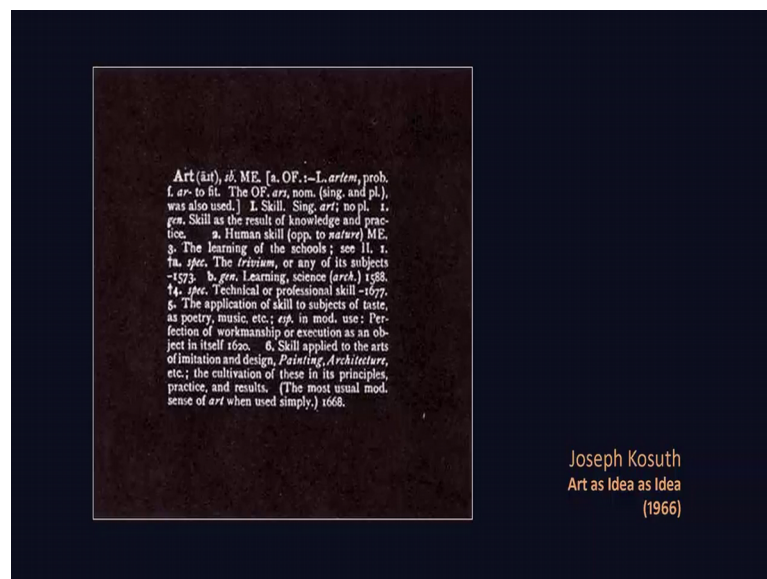 Art (āɪt), sb. ME. [a. OF. :–L. artem, prob.
f. ar- to fit. The OF. ars, nom. (sing. and pl.),
was also used.] I. Skill. Sing. art; no pl. 1.
gen. Skill as the result of knowledge and prac-
tice. 2. Human skill (opp. to nature) ME.
3. The learning of the schools; see II. 1.
†a. spec. The trivium, or any of its subjects
–1573. b. gen. Learning, science (arch.) 1588.
†4. spec. Technical or professional skill –1677.
5. The application of skill to subjects of taste,
as poetry, music, etc.; esp. in mod. use: Per-
fection of workmanship or execution as an ob-
ject in itself 1620. 6. Skill applied to the arts
of imitation and design, Painting, Architecture,
etc.; the cultivation of these in its principles,
practice, and results. (The most usual mod.
sense of art when used simply.) 1668.
Joseph Kosuth
Art as Idea as Idea
(1966)